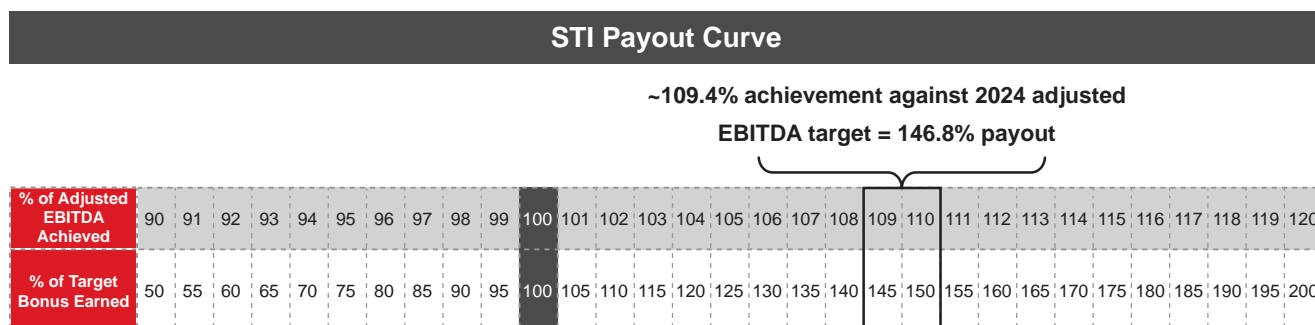 STI Payout Curve
~109.4% achievement against 2024 adjusted
EBITDA target = 146.8% payout
% of Adjusted
EBITDA
Achieved
90 91 92 93 94 95 96 97 98 99 100 101 102 103 104 105 106 107 108 109 110 111 112 113 114 115 116 117 118 119 120
% of Target
Bonus Earned
50 55 60 65 70 75 80 85 90 95 100 105 110 115 120 125 130 135 140 145 150 155 160 165 170 175 180 185 190 195 200